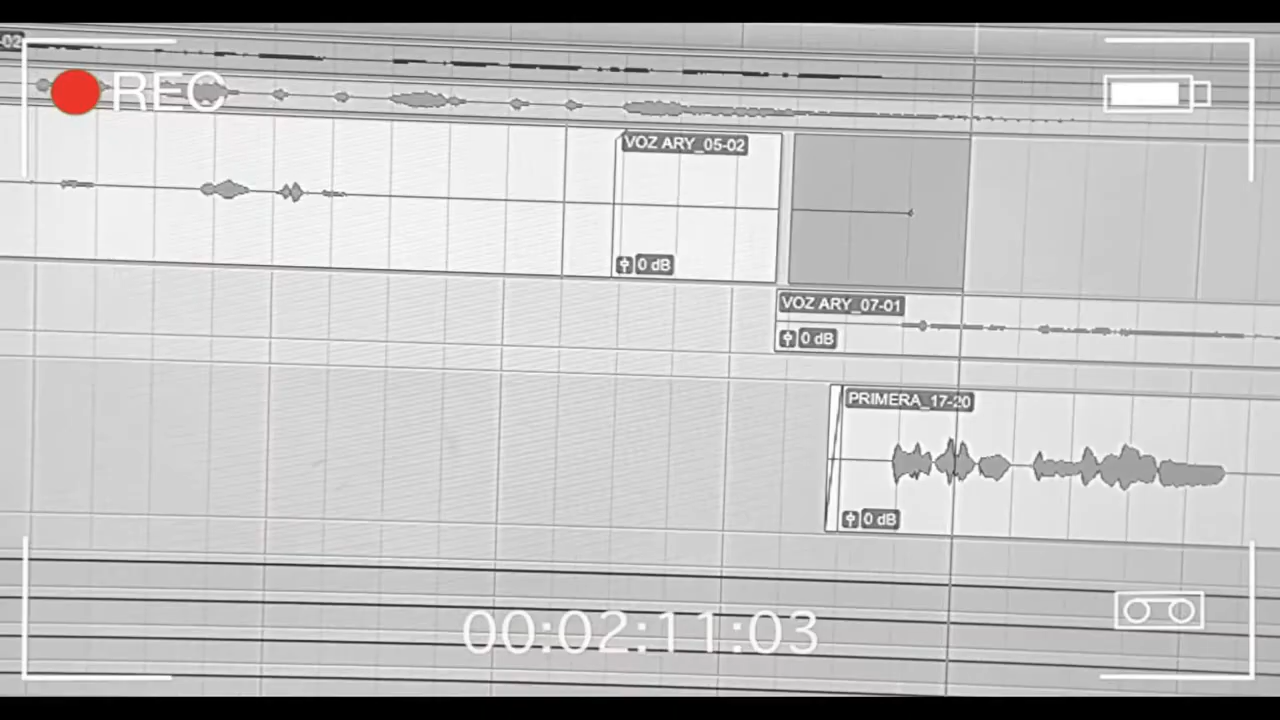 -02
REC
VOZ ARY_05-02
0 dB
VOZ ARY_07-01
0 dB
PRIMERA_17-20
0 dB
00:02:11:03